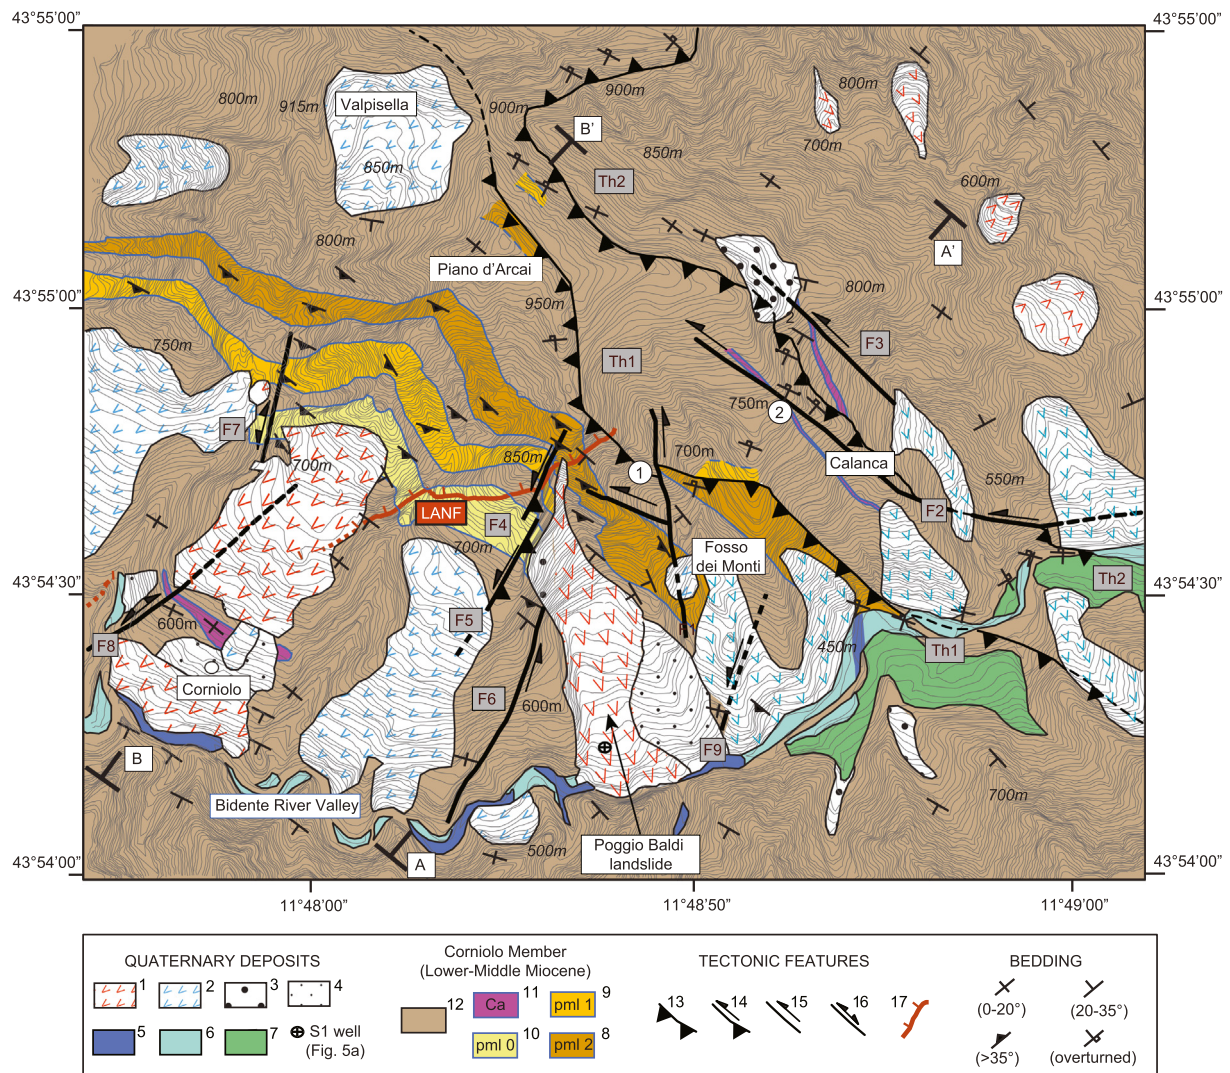 43°55'00"
43°55'00"
800m
915m
Valpisella
900m
900m
800m
850m
B'
850m
700m
Th2
600m
A'
800m
Piano d'Arcai
950m
800m
43°55'00"
43°55'00"
750m
Th1
F3
750m
2
F7
700m
850m
1
700m
Calanca
550m
LANF
F4
F2
700m
Fosso
dei Monti
43°54'30"
43°54'30"
Th2
600m
F5
F8
450m
Th1
Corniolo
F6
600m
F9
B
700m
Bidente River Valley
A
500m
Poggio Baldi
landslide
43°54'00"
43°54'00"
11°48'00"
11°48'50"
11°49'00"
QUATERNARY DEPOSITS
1
2
3
4
5
6
7
S1 well
(Fig. 5a)
Corniolo Member
(Lower-Middle Miocene)
12
Ca
11
pml 1
9
pml 0
10
pml 2
8
TECTONIC FEATURES
13
14
15
16
17
BEDDING
(0-20°)
(20-35°)
(>35°)
(overturned)